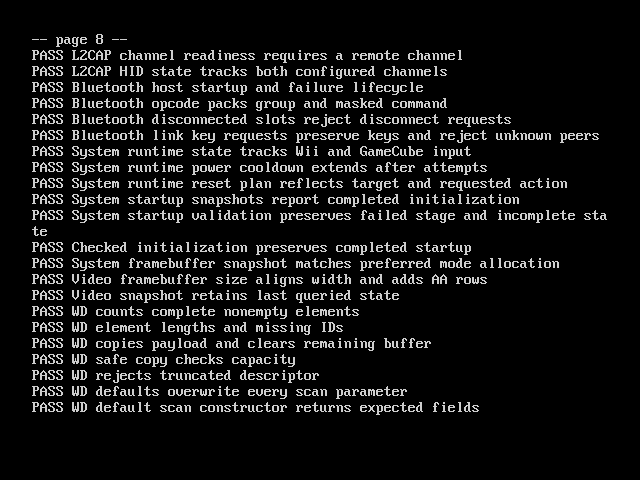 -- page 8 --
PASS L2CAP channel readiness requires a remote channel
PASS L2CAP HID state tracks both configured channels
PASS Bluetooth host startup and failure lifecycle
PASS Bluetooth opcode packs group and masked command
PASS Bluetooth disconnected slots reject disconnect requests
PASS Bluetooth link key requests preserve keys and reject unknown peers
PASS System runtime state tracks Wii and GameCube input
PASS System runtime power cooldown extends after attempts
PASS System runtime reset plan reflects target and requested action
PASS System startup snapshots report completed initialization
PASS System startup validation preserves failed stage and incomplete sta
te
PASS Checked initialization preserves completed startup
PASS System framebuffer snapshot matches preferred mode allocation
PASS Video framebuffer size aligns width and adds AA rows
PASS Video snapshot retains last queried state
PASS WD counts complete nonempty elements
PASS WD element lengths and missing IDs
PASS WD copies payload and clears remaining buffer
PASS WD safe copy checks capacity
PASS WD rejects truncated descriptor
PASS WD defaults overwrite every scan parameter
PASS WD default scan constructor returns expected fields